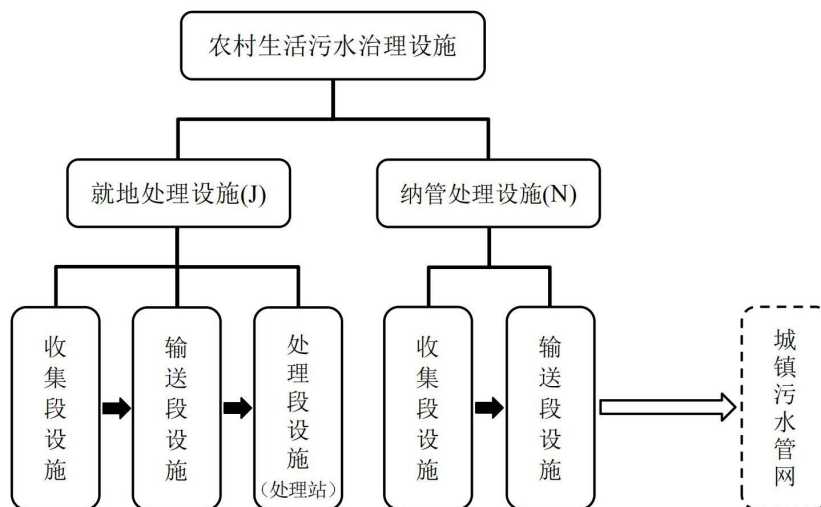 农村生活污水治理设施
就地处理设施(J)
纳管处理设施(N)
收集段设施
输送段设施
处理段设施
（处理站）
收集段设施
输送段设施
城镇污水管网